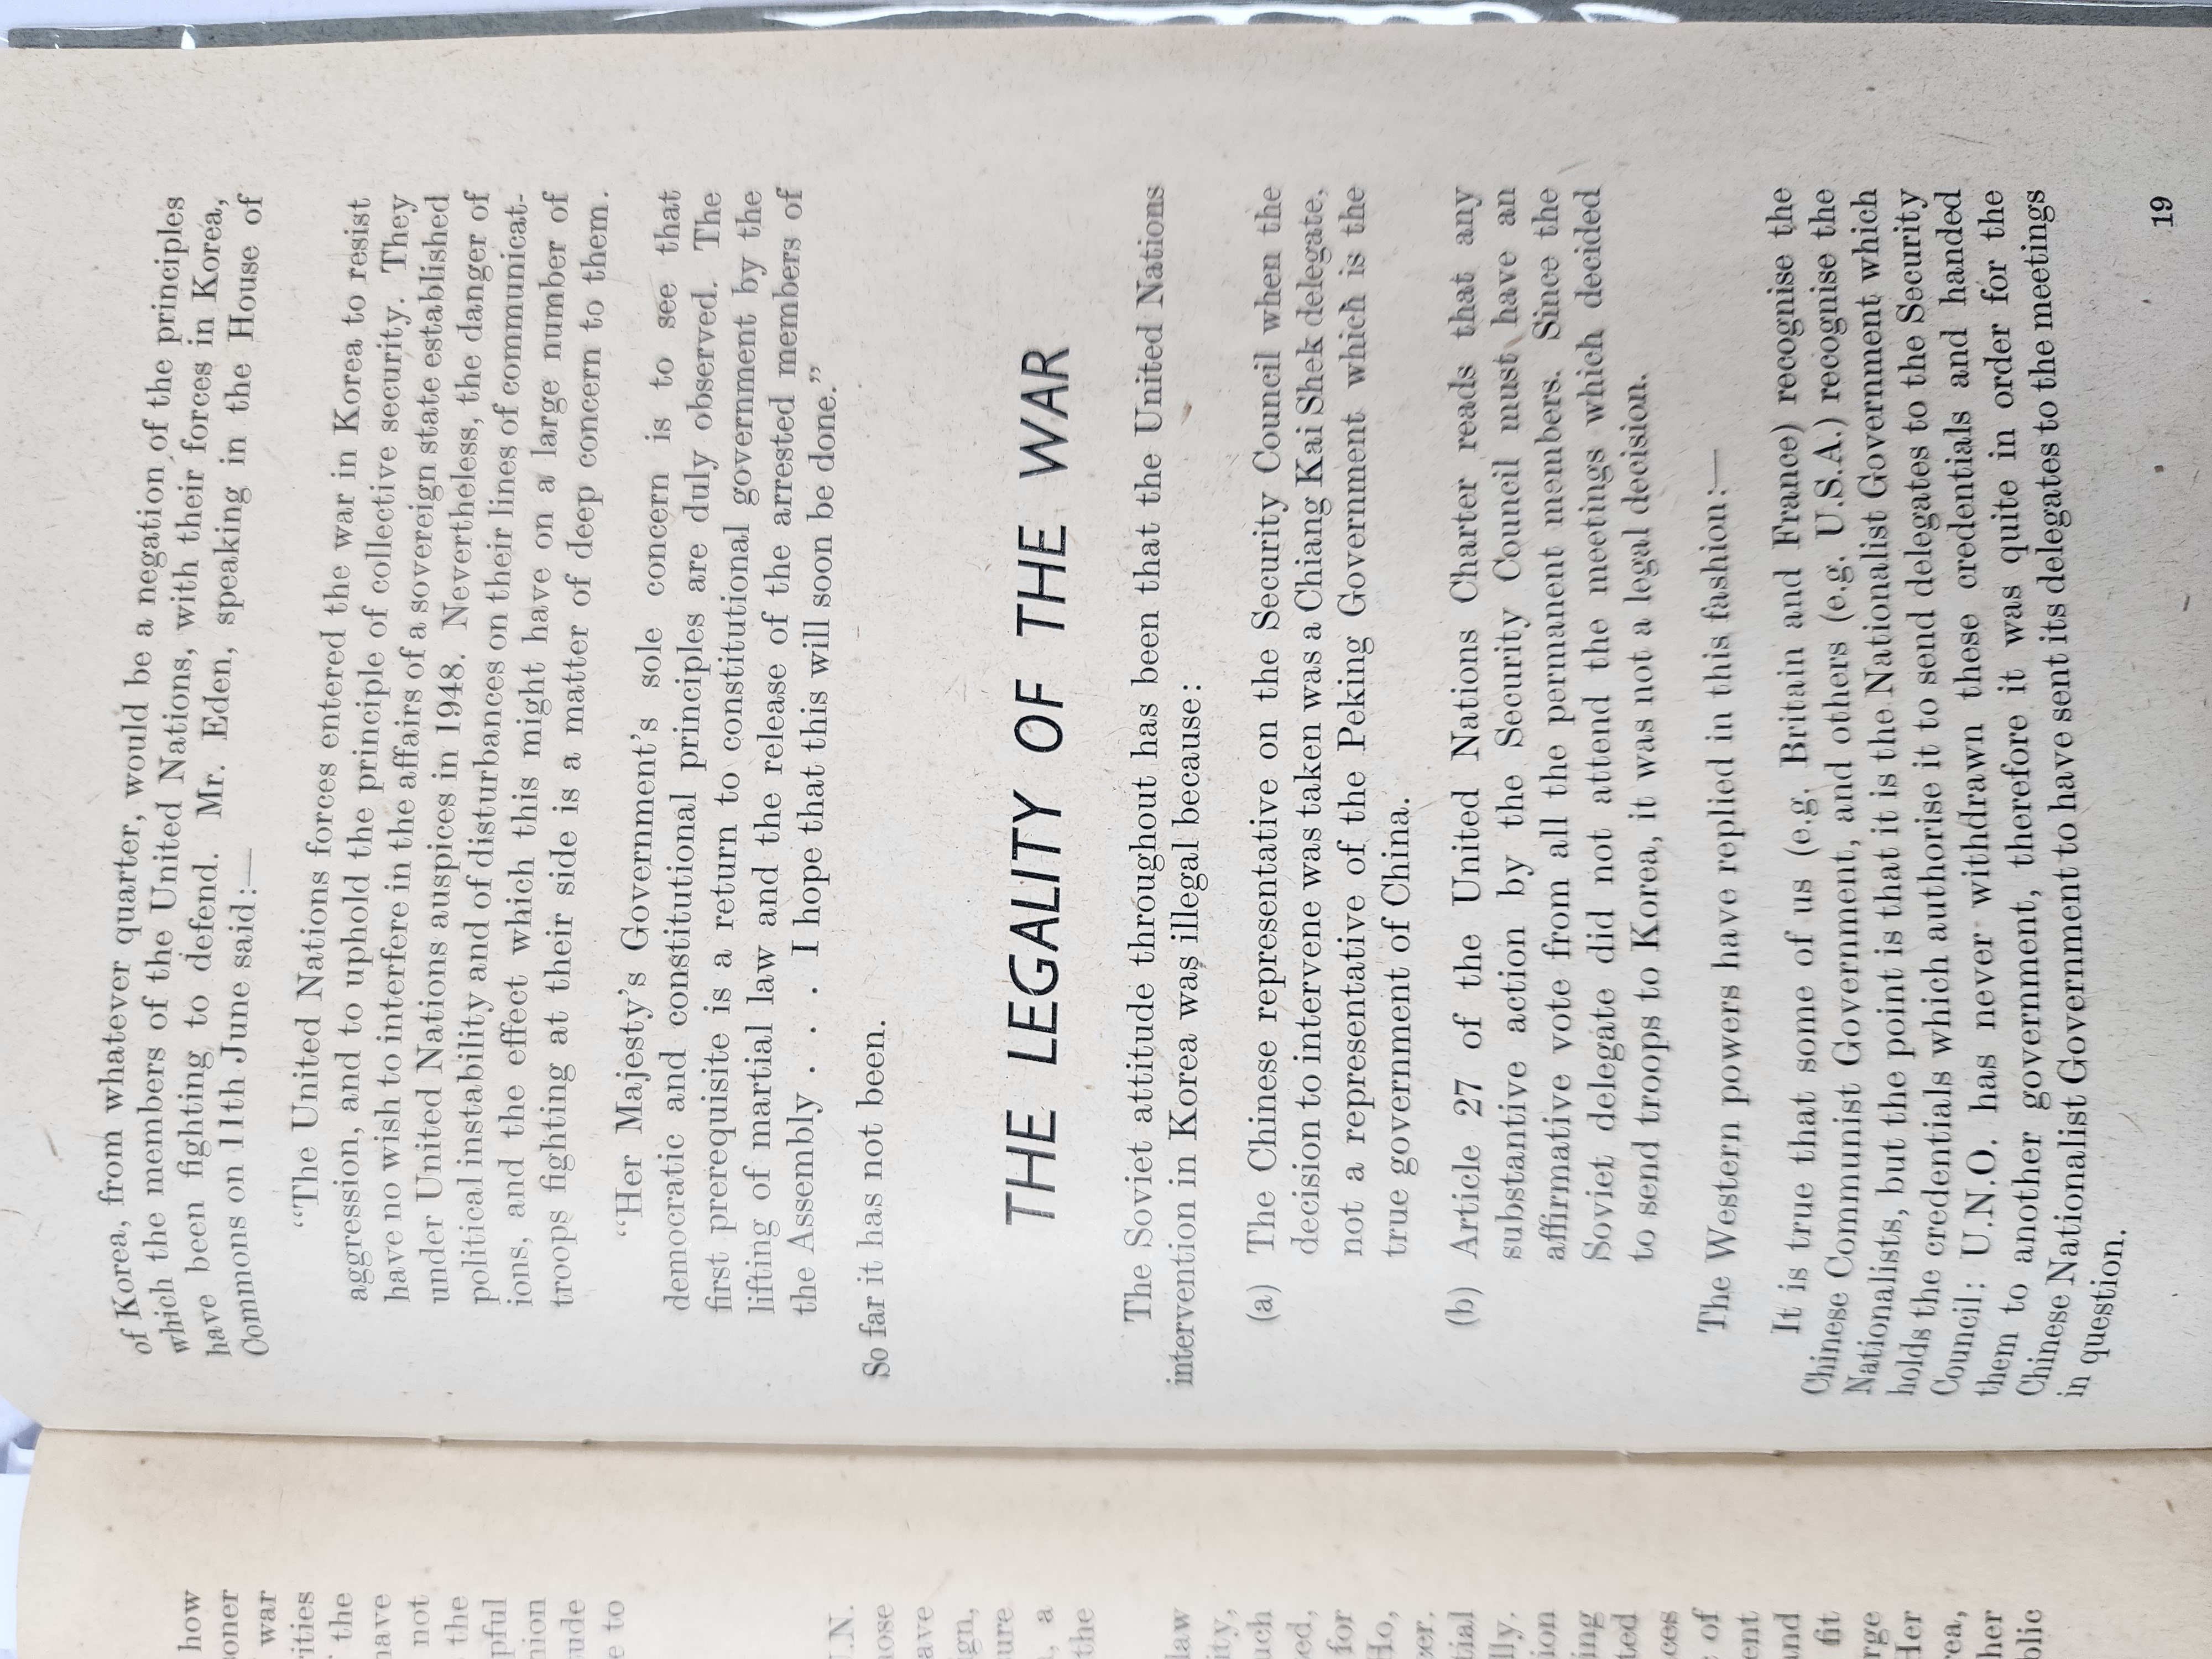 of Korea, from whatever quarter, would be a negation of the principles
which the members of the United Nations, with their forces in Korea,
have been fighting to defend. Mr. Eden, speaking in the House of
Commons on 11th June said:—
“The United Nations forces entered the war in Korea to resist
aggression, and to uphold the principle of collective security. They
have no wish to interfere in the affairs of a sovereign state established
under United Nations auspices in 1948. Nevertheless, the danger of
political instability and of disturbances on their lines of communicat-
ions, and the effect which this might have on a large number of
troops fighting at their side is a matter of deep concern to them.
“Her Majesty’s Government’s sole concern is to see that
democratic and constitutional principles are duly observed. The
first prerequisite is a return to constitutional government by the
lifting of martial law and the release of the arrested members of
the Assembly . . . I hope that this will soon be done.”
So far it has not been.
THE LEGALITY OF THE WAR
The Soviet attitude throughout has been that the United Nations
intervention in Korea was illegal because:
(a) The Chinese representative on the Security Council when the
decision to intervene was taken was a Chiang Kai Shek delegate,
not a representative of the Peking Government which is the
true government of China.
(b) Article 27 of the United Nations Charter reads that any
substantive action by the Security Council must have an
affirmative vote from all the permanent members. Since the
Soviet delegate did not attend the meetings which decided
to send troops to Korea, it was not a legal decision.
The Western powers have replied in this fashion:—
It is true that some of us (e.g. Britain and France) recognise the
Chinese Communist Government, and others (e.g. U.S.A.) recognise the
Nationalists, but the point is that it is the Nationalist Government which
holds the credentials which authorise it to send delegates to the Security
Council: U.N.O. has never withdrawn these credentials and handed
them to another government, therefore it was quite in order for the
Chinese Nationalist Government to have sent its delegates to the meetings
in question.
19
how
war
the
have
not
the
to
U.N.
a
the
law
for
Ho,
of
fit